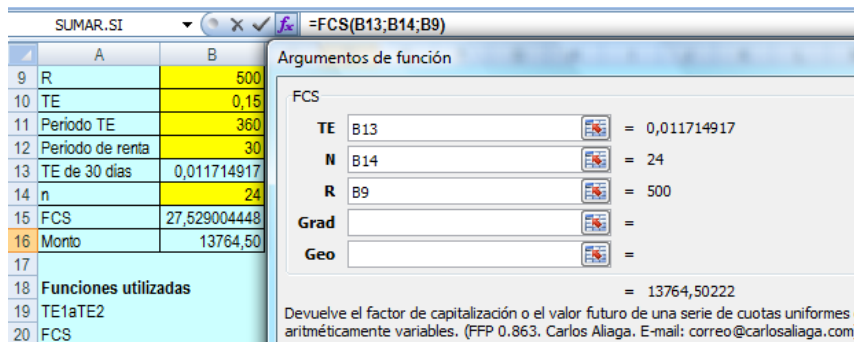 SUMAR.SI =FCS(B13;B14;B9)
A B
9 R 500
10 TE 0,15
11 Periodo TE 360
12 Periodo de renta 30
13 TE de 30 días 0,011714917
14 n 24
15 FCS 27,529004448
16 Monto 13764,50
17
18 Funciones utilizadas
19 TE1aTE2
20 FCS
Argumentos de función
FCS
TE B13 = 0,011714917
N B14 = 24
R B9 = 500
Grad =
Geo =
= 13764,50222
Devuelve el factor de capitalización o el valor futuro de una serie de cuotas uniformes
aritméticamente variables. (FFP 0.863. Carlos Aliaga. E-mail: correo@carlosaliaga.com